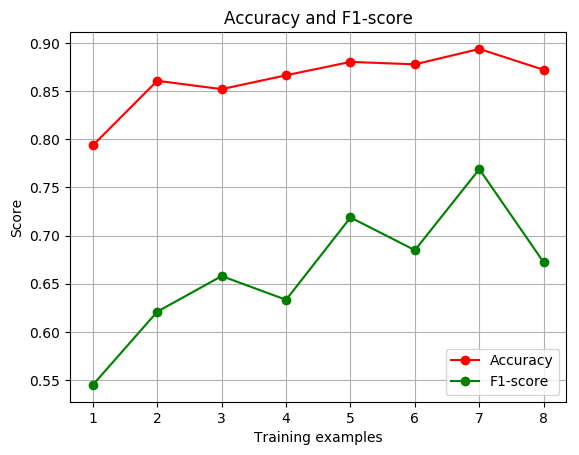 Accuracy and F1-score
Score
0.90
0.85
0.80
0.75
0.70
0.65
0.60
0.55
Accuracy
F1-score
1 2 3 4 5 6 7 8
Training examples